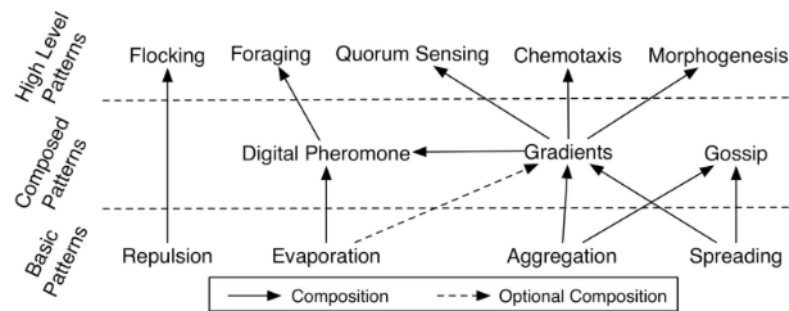 High Level
Patterns
Flocking Foraging Quorum Sensing Chemotaxis Morphogenesis
Composed
Patterns
Digital Pheromone Gradients Gossip
Basic
Patterns
Repulsion Evaporation Aggregation Spreading
Composition Optional Composition